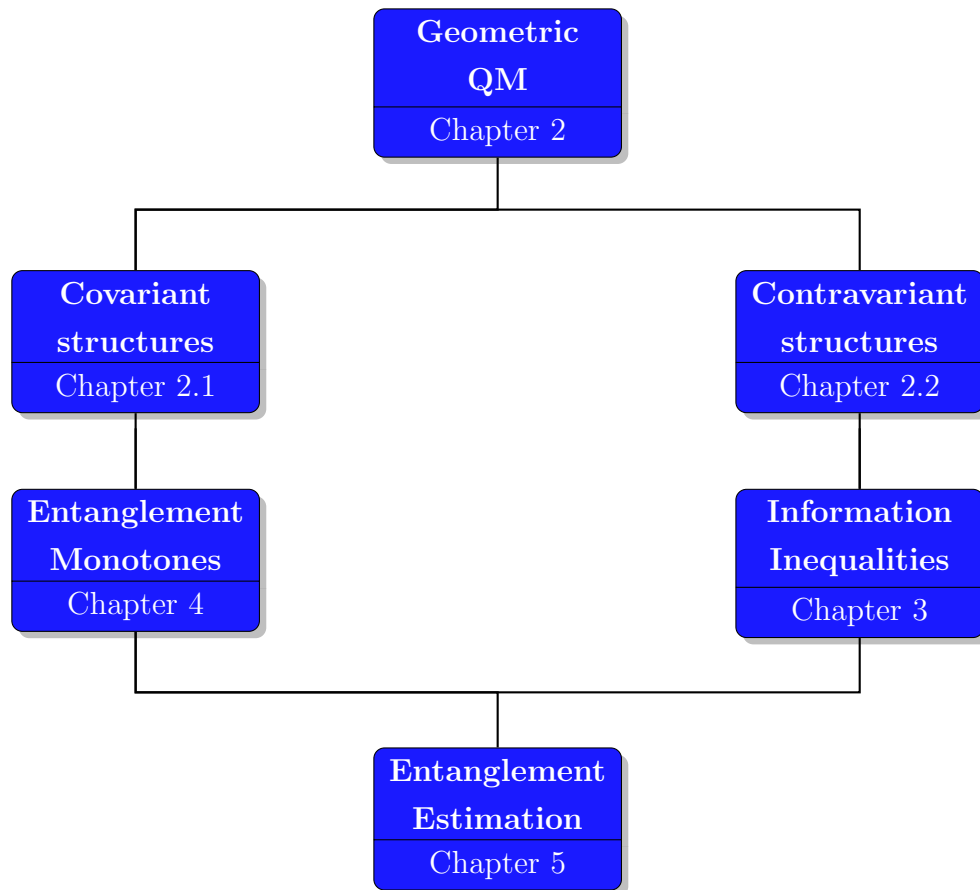 Geometric
QM
Chapter 2
Covariant
structures
Chapter 2.1
Contravariant
structures
Chapter 2.2
Entanglement
Monotones
Chapter 4
Information
Inequalities
Chapter 3
Entanglement
Estimation
Chapter 5